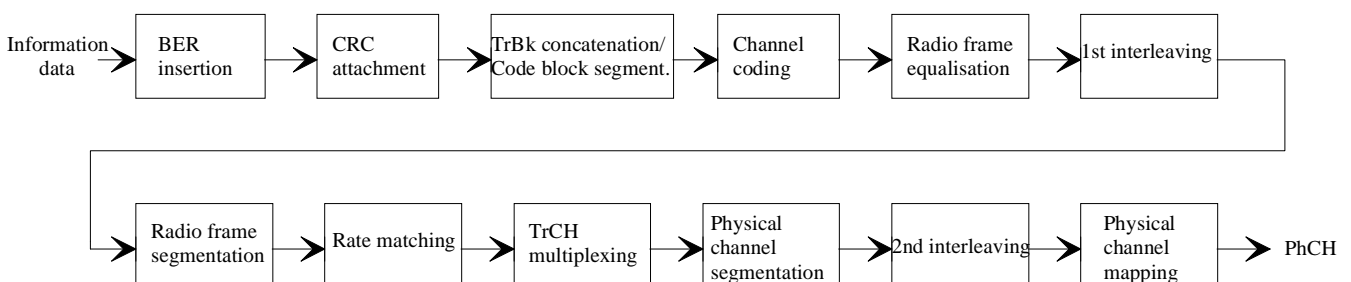 Information
data
BER
insertion
CRC
attachment
TrBk concatenation/
Code block segment.
Channel
coding
Radio frame
equalisation
1st interleaving
Radio frame
segmentation
Rate matching
TrCH
multiplexing
Physical
channel
segmentation
2nd interleaving
Physical
channel
mapping
PhCH